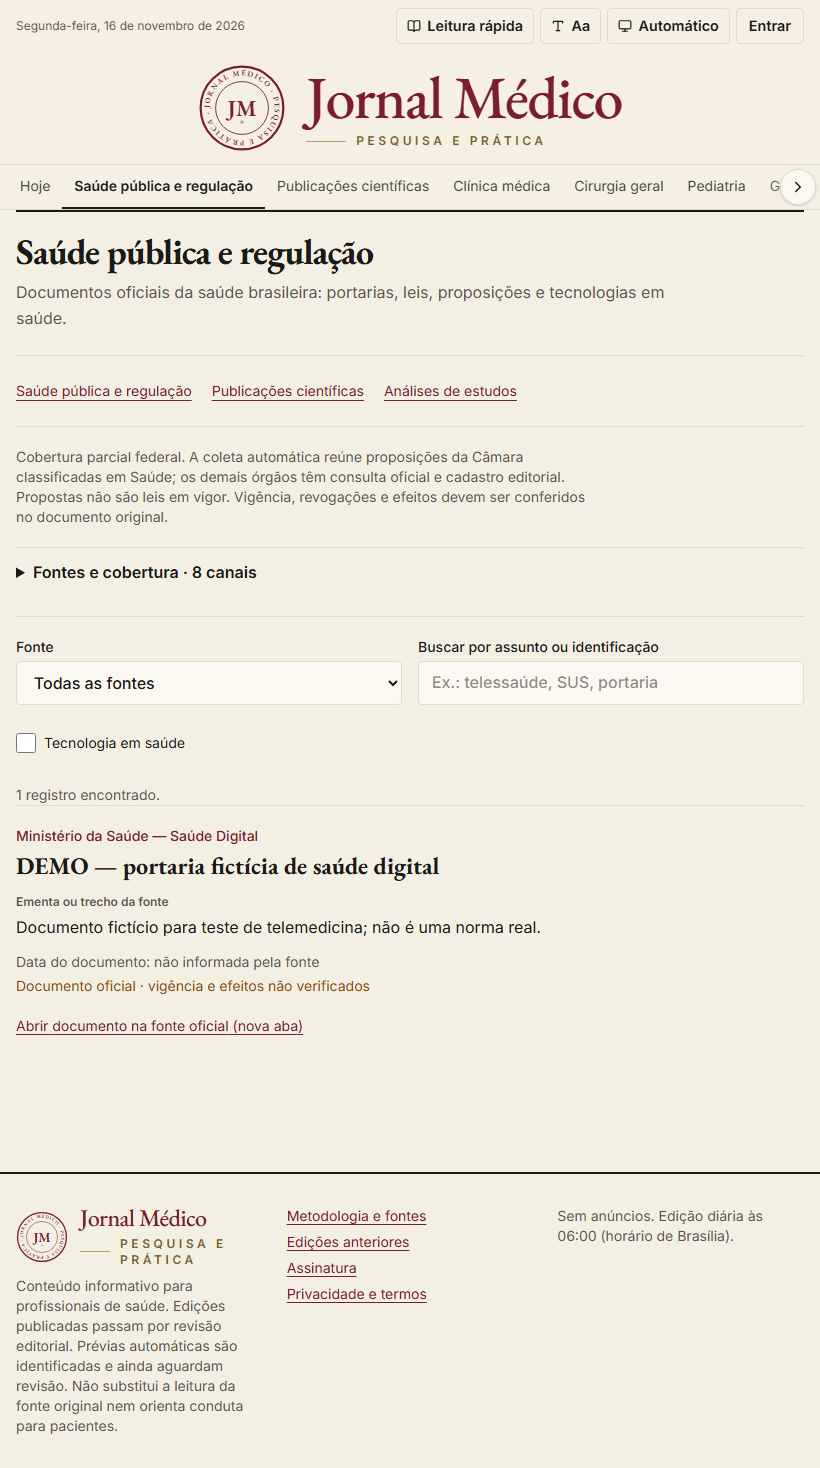 Segunda-feira, 16 de novembro de 2026
Leitura rápida
Aa
Automático
Entrar
JORNAL MÉDICO · PESQUISA E PRÁTICA ·
JM
Jornal Médico
PESQUISA E PRÁTICA
Hoje
Saúde pública e regulação
Publicações científicas
Clínica médica
Cirurgia geral
Pediatria
G
Saúde pública e regulação
Documentos oficiais da saúde brasileira: portarias, leis, proposições e tecnologias em
saúde.
Saúde pública e regulação
Publicações científicas
Análises de estudos
Cobertura parcial federal. A coleta automática reúne proposições da Câmara
classificadas em Saúde; os demais órgãos têm consulta oficial e cadastro editorial.
Propostas não são leis em vigor. Vigência, revogações e efeitos devem ser conferidos
no documento original.
Fontes e cobertura · 8 canais
Fonte
Buscar por assunto ou identificação
Todas as fontes
Ex.: telessaúde, SUS, portaria
Tecnologia em saúde
1 registro encontrado.
Ministério da Saúde — Saúde Digital
DEMO — portaria fictícia de saúde digital
Ementa ou trecho da fonte
Documento fictício para teste de telemedicina; não é uma norma real.
Data do documento: não informada pela fonte
Documento oficial · vigência e efeitos não verificados
Abrir documento na fonte oficial (nova aba)
JORNAL MÉDICO · PESQUISA E PRÁTICA ·
JM
Jornal Médico
PESQUISA E
PRÁTICA
Conteúdo informativo para
profissionais de saúde. Edições
publicadas passam por revisão
editorial. Prévias automáticas são
identificadas e ainda aguardam
revisão. Não substitui a leitura da
fonte original nem orienta conduta
para pacientes.
Metodologia e fontes
Edições anteriores
Assinatura
Privacidade e termos
Sem anúncios. Edição diária às
06:00 (horário de Brasília).